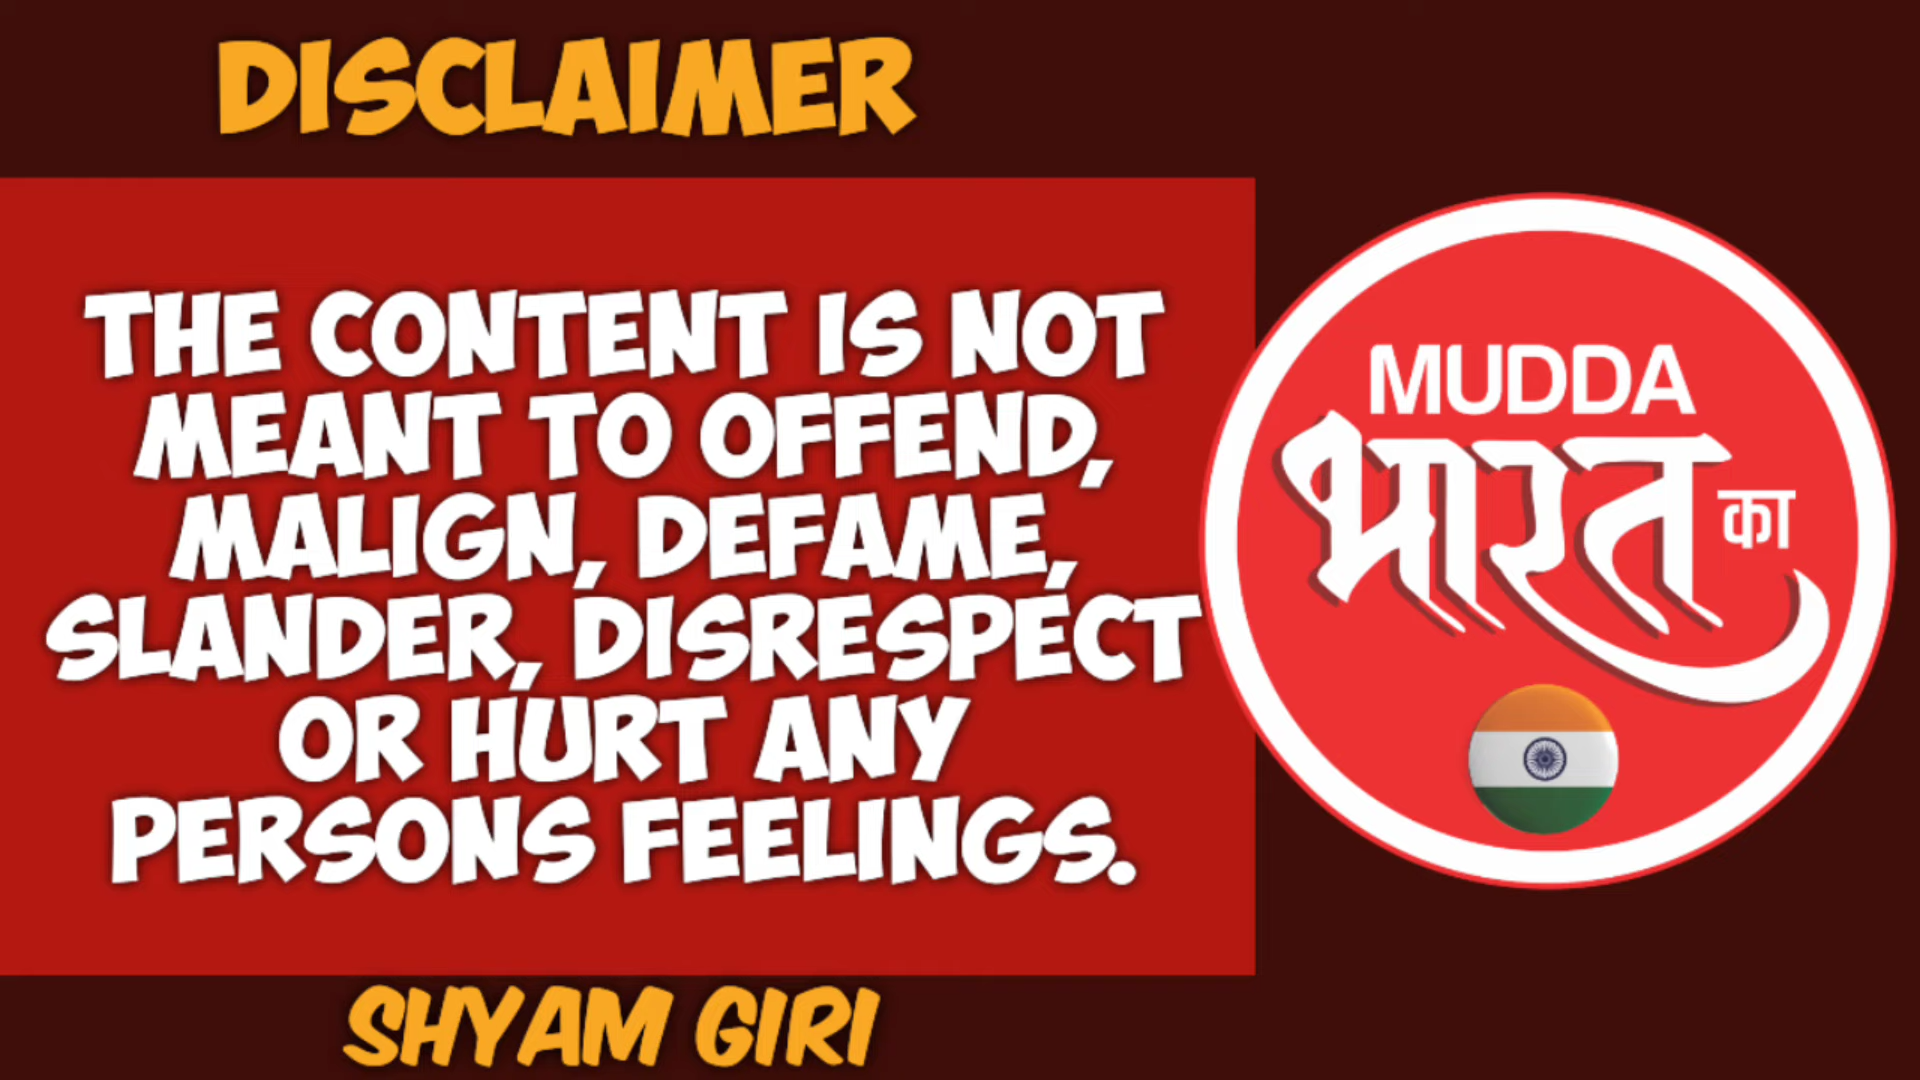 DISCLAIMER
THE CONTENT IS NOT
MEANT TO OFFEND,
MALIGN, DEFAME,
SLANDER, DISRESPECT
OR HURT ANY
PERSONS FEELINGS.
SHYAM GIRI
MUDDA
भारत का